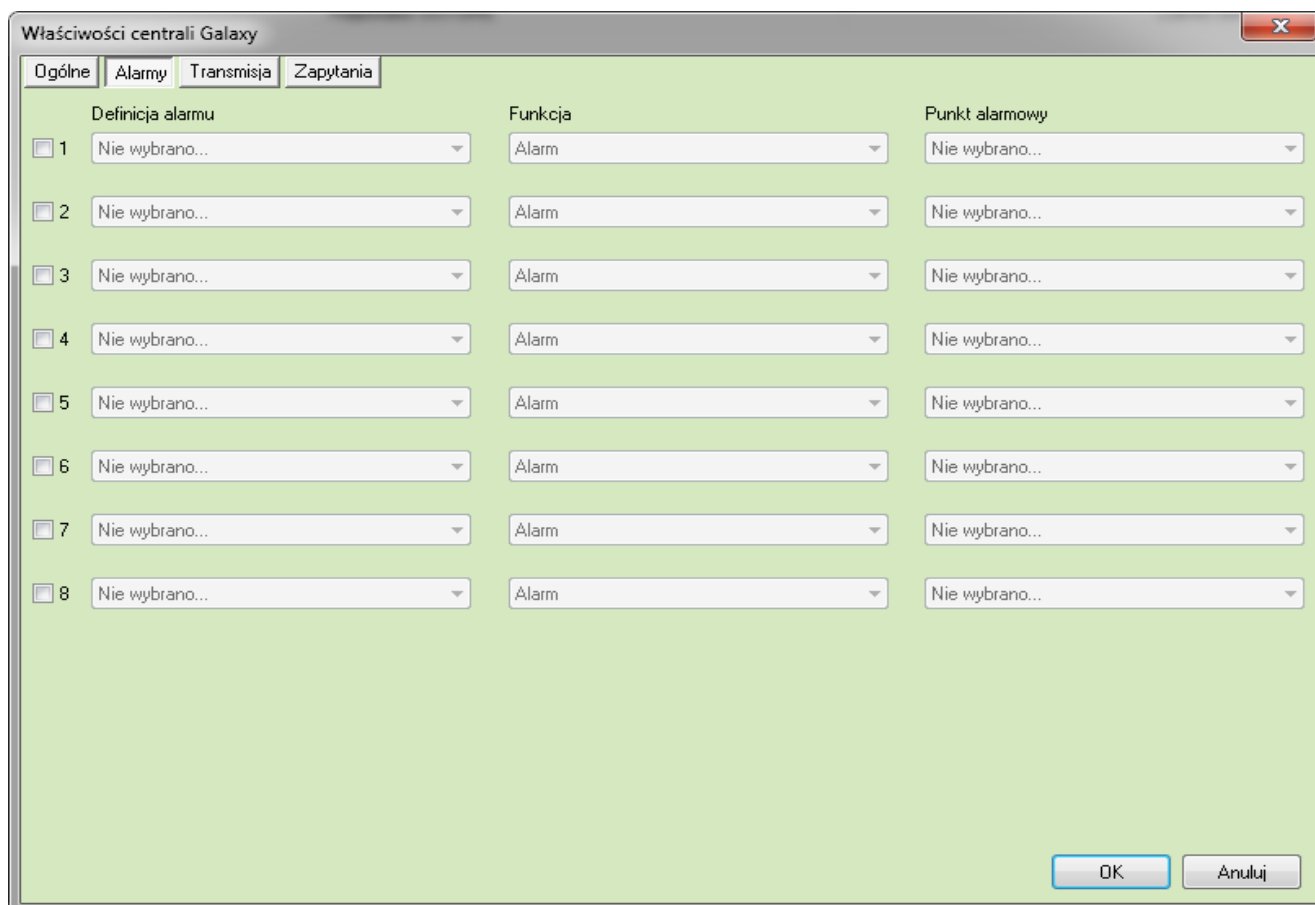 Właściwości centrali Galaxy
Ogólne Alarmy Transmisja Zapytania
Definicja alarmu Funkcja Punkt alarmowy
1 Nie wybrano... Alarm Nie wybrano...
2 Nie wybrano... Alarm Nie wybrano...
3 Nie wybrano... Alarm Nie wybrano...
4 Nie wybrano... Alarm Nie wybrano...
5 Nie wybrano... Alarm Nie wybrano...
6 Nie wybrano... Alarm Nie wybrano...
7 Nie wybrano... Alarm Nie wybrano...
8 Nie wybrano... Alarm Nie wybrano...
OK Anuluj